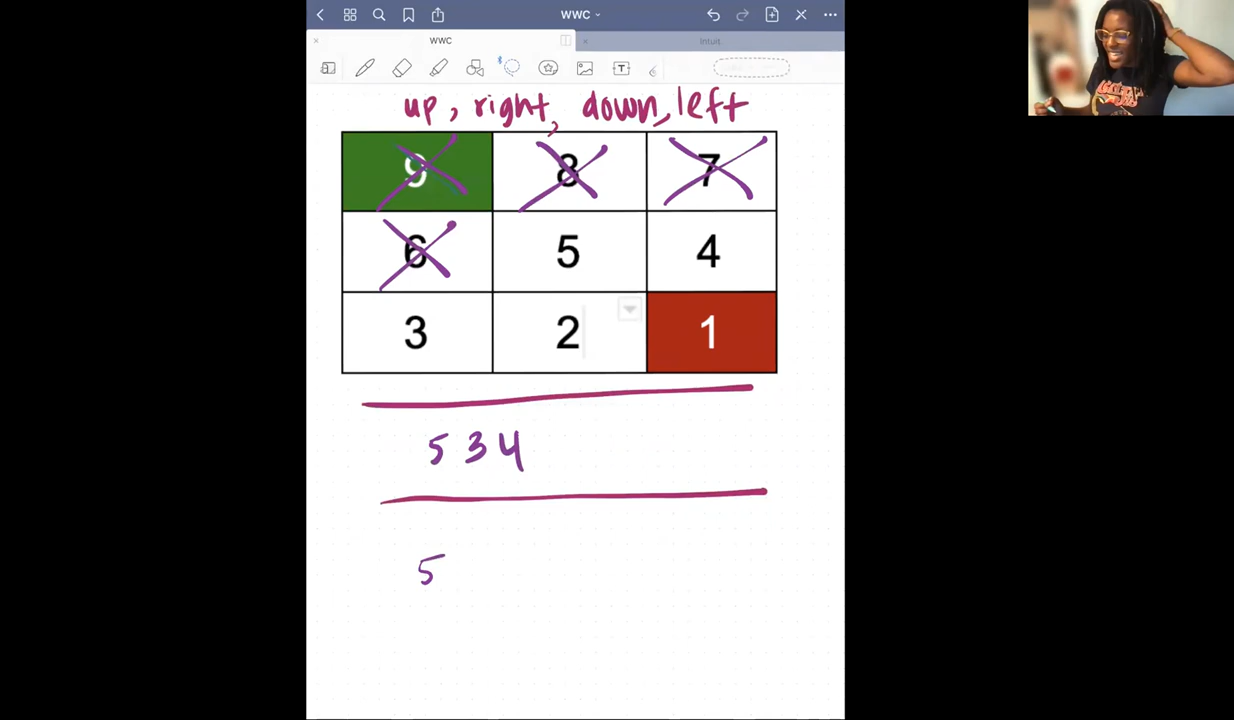 WWC
WWC
Intuit
up, right, down, left
9 8 7
6 5 4
3 2 1
5 3 4
5